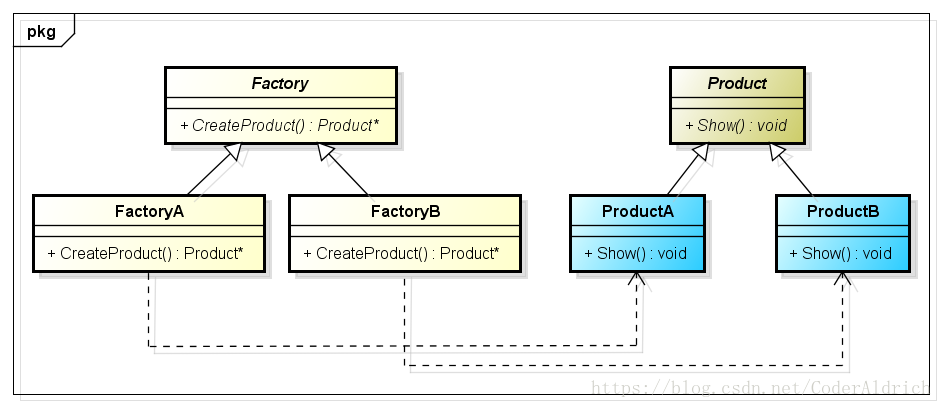 pkg
Factory
+ CreateProduct() : Product*
Product
+ Show() : void
FactoryA
+ CreateProduct() : Product*
FactoryB
+ CreateProduct() : Product*
ProductA
+ Show() : void
ProductB
+ Show() : void
https://blog.csdn.net/CoderAldrich